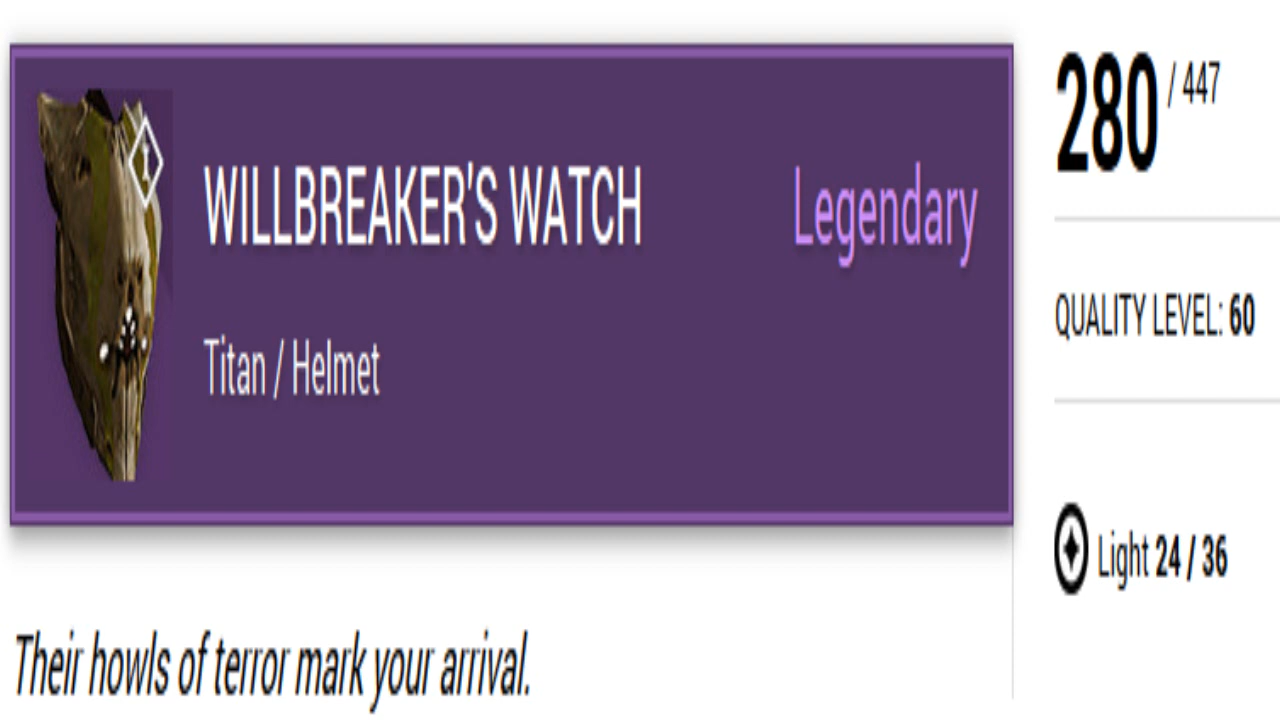 WILLBREAKER'S WATCH
Legendary
Titan / Helmet
Their howls of terror mark your arrival.
280 / 447
QUALITY LEVEL: 60
Light 24 / 36